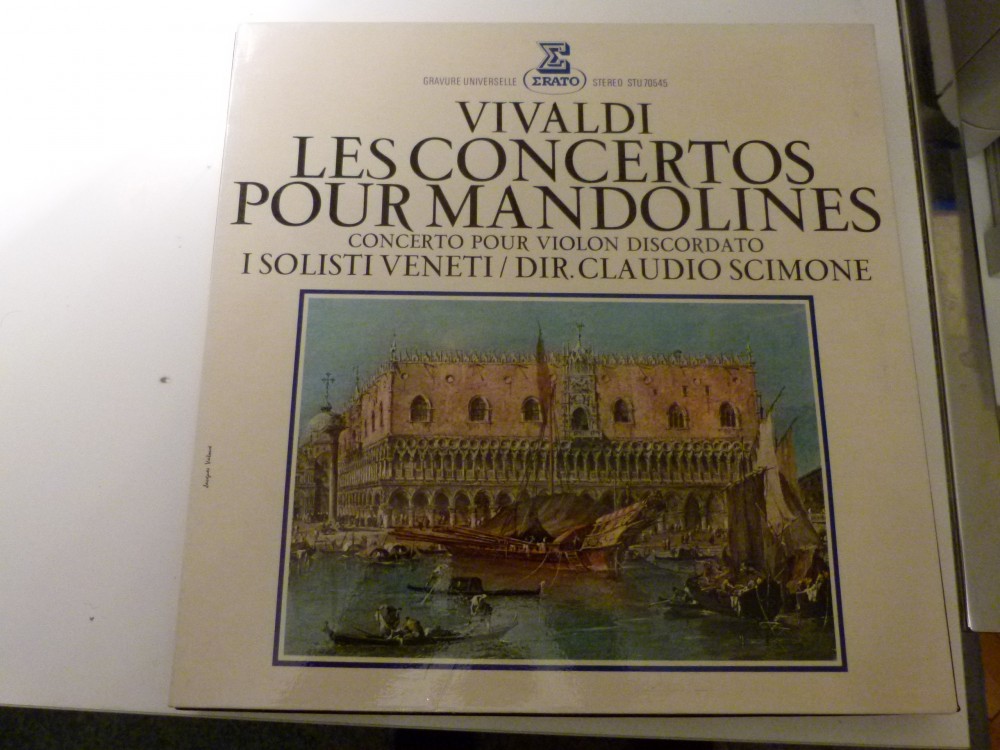 GRAVURE UNIVERSELLE ERATO STEREO STU 70545
VIVALDI
LES CONCERTOS
POUR MANDOLINES
CONCERTO POUR VIOLON DISCORDATO
I SOLISTI VENETI / DIR. CLAUDIO SCIMONE